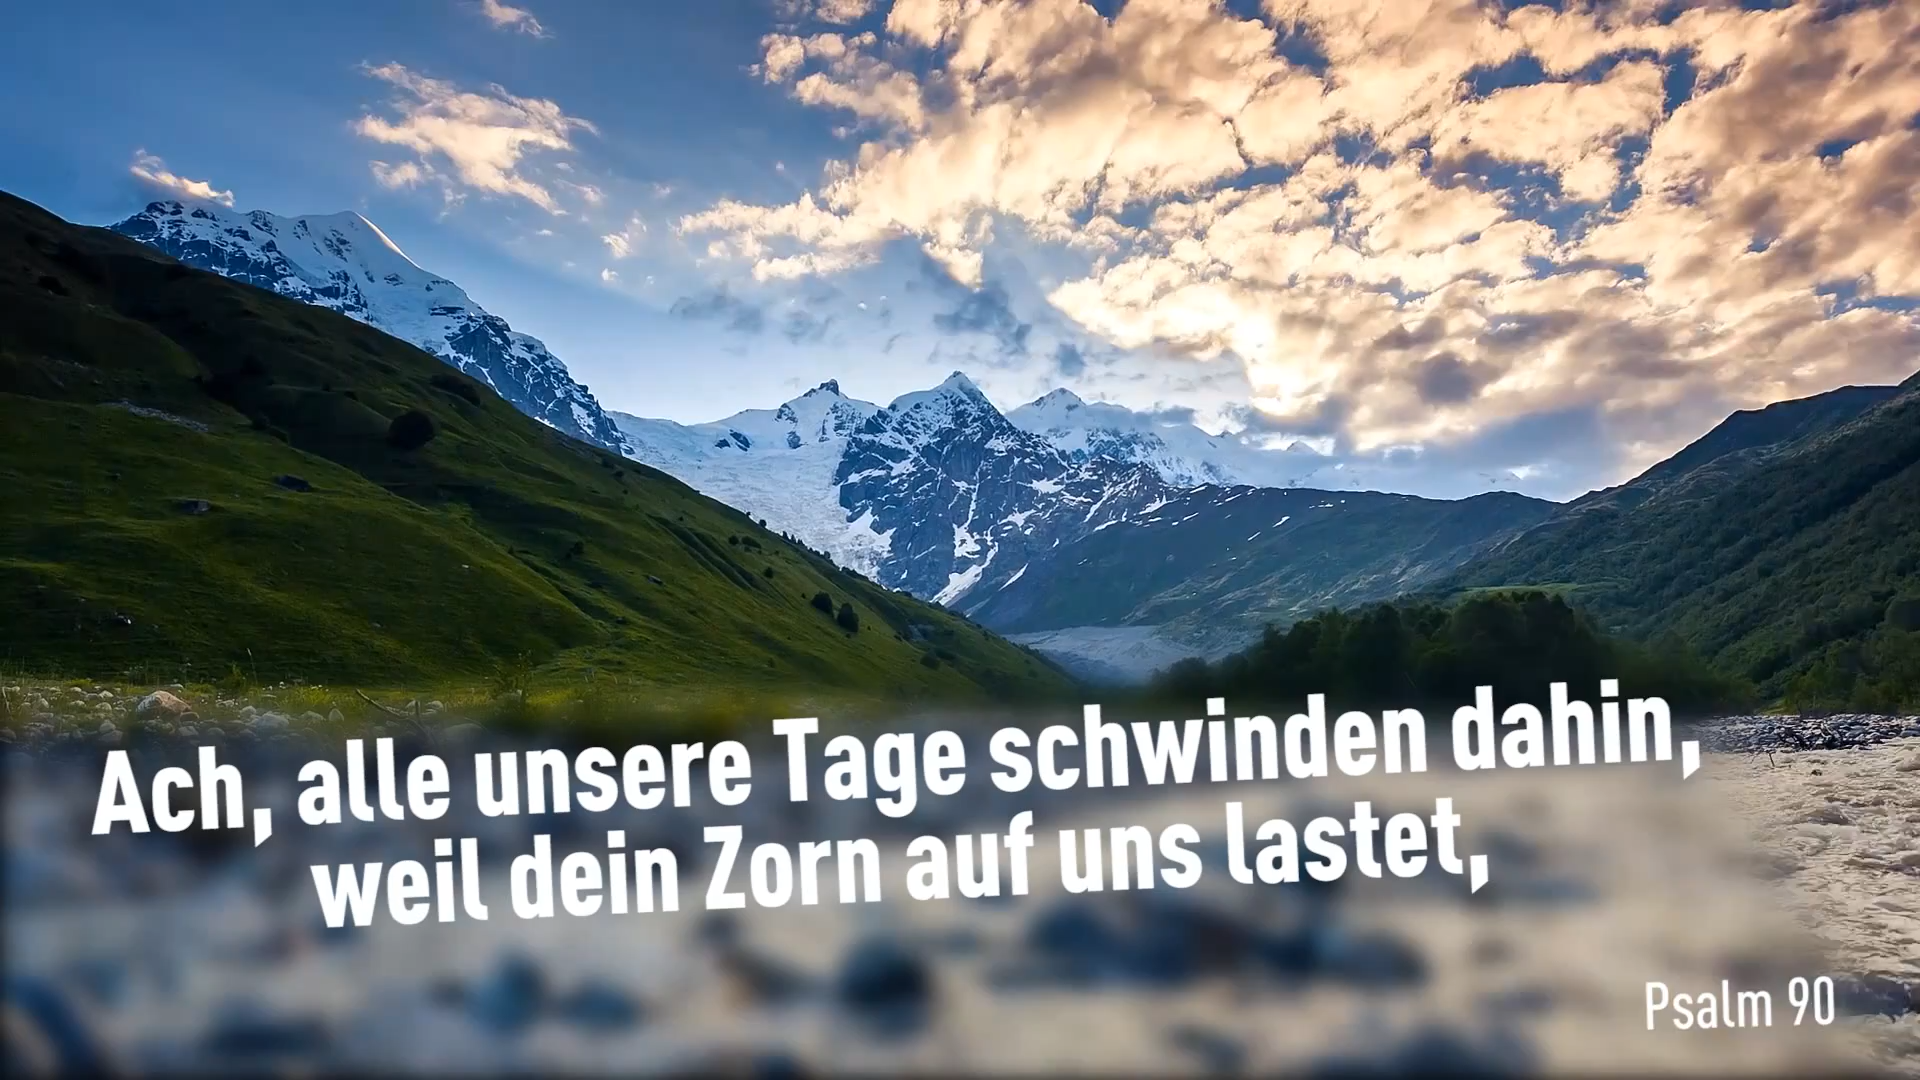 Ach, alle unsere Tage schwinden dahin,
weil dein Zorn auf uns lastet,
Psalm 90